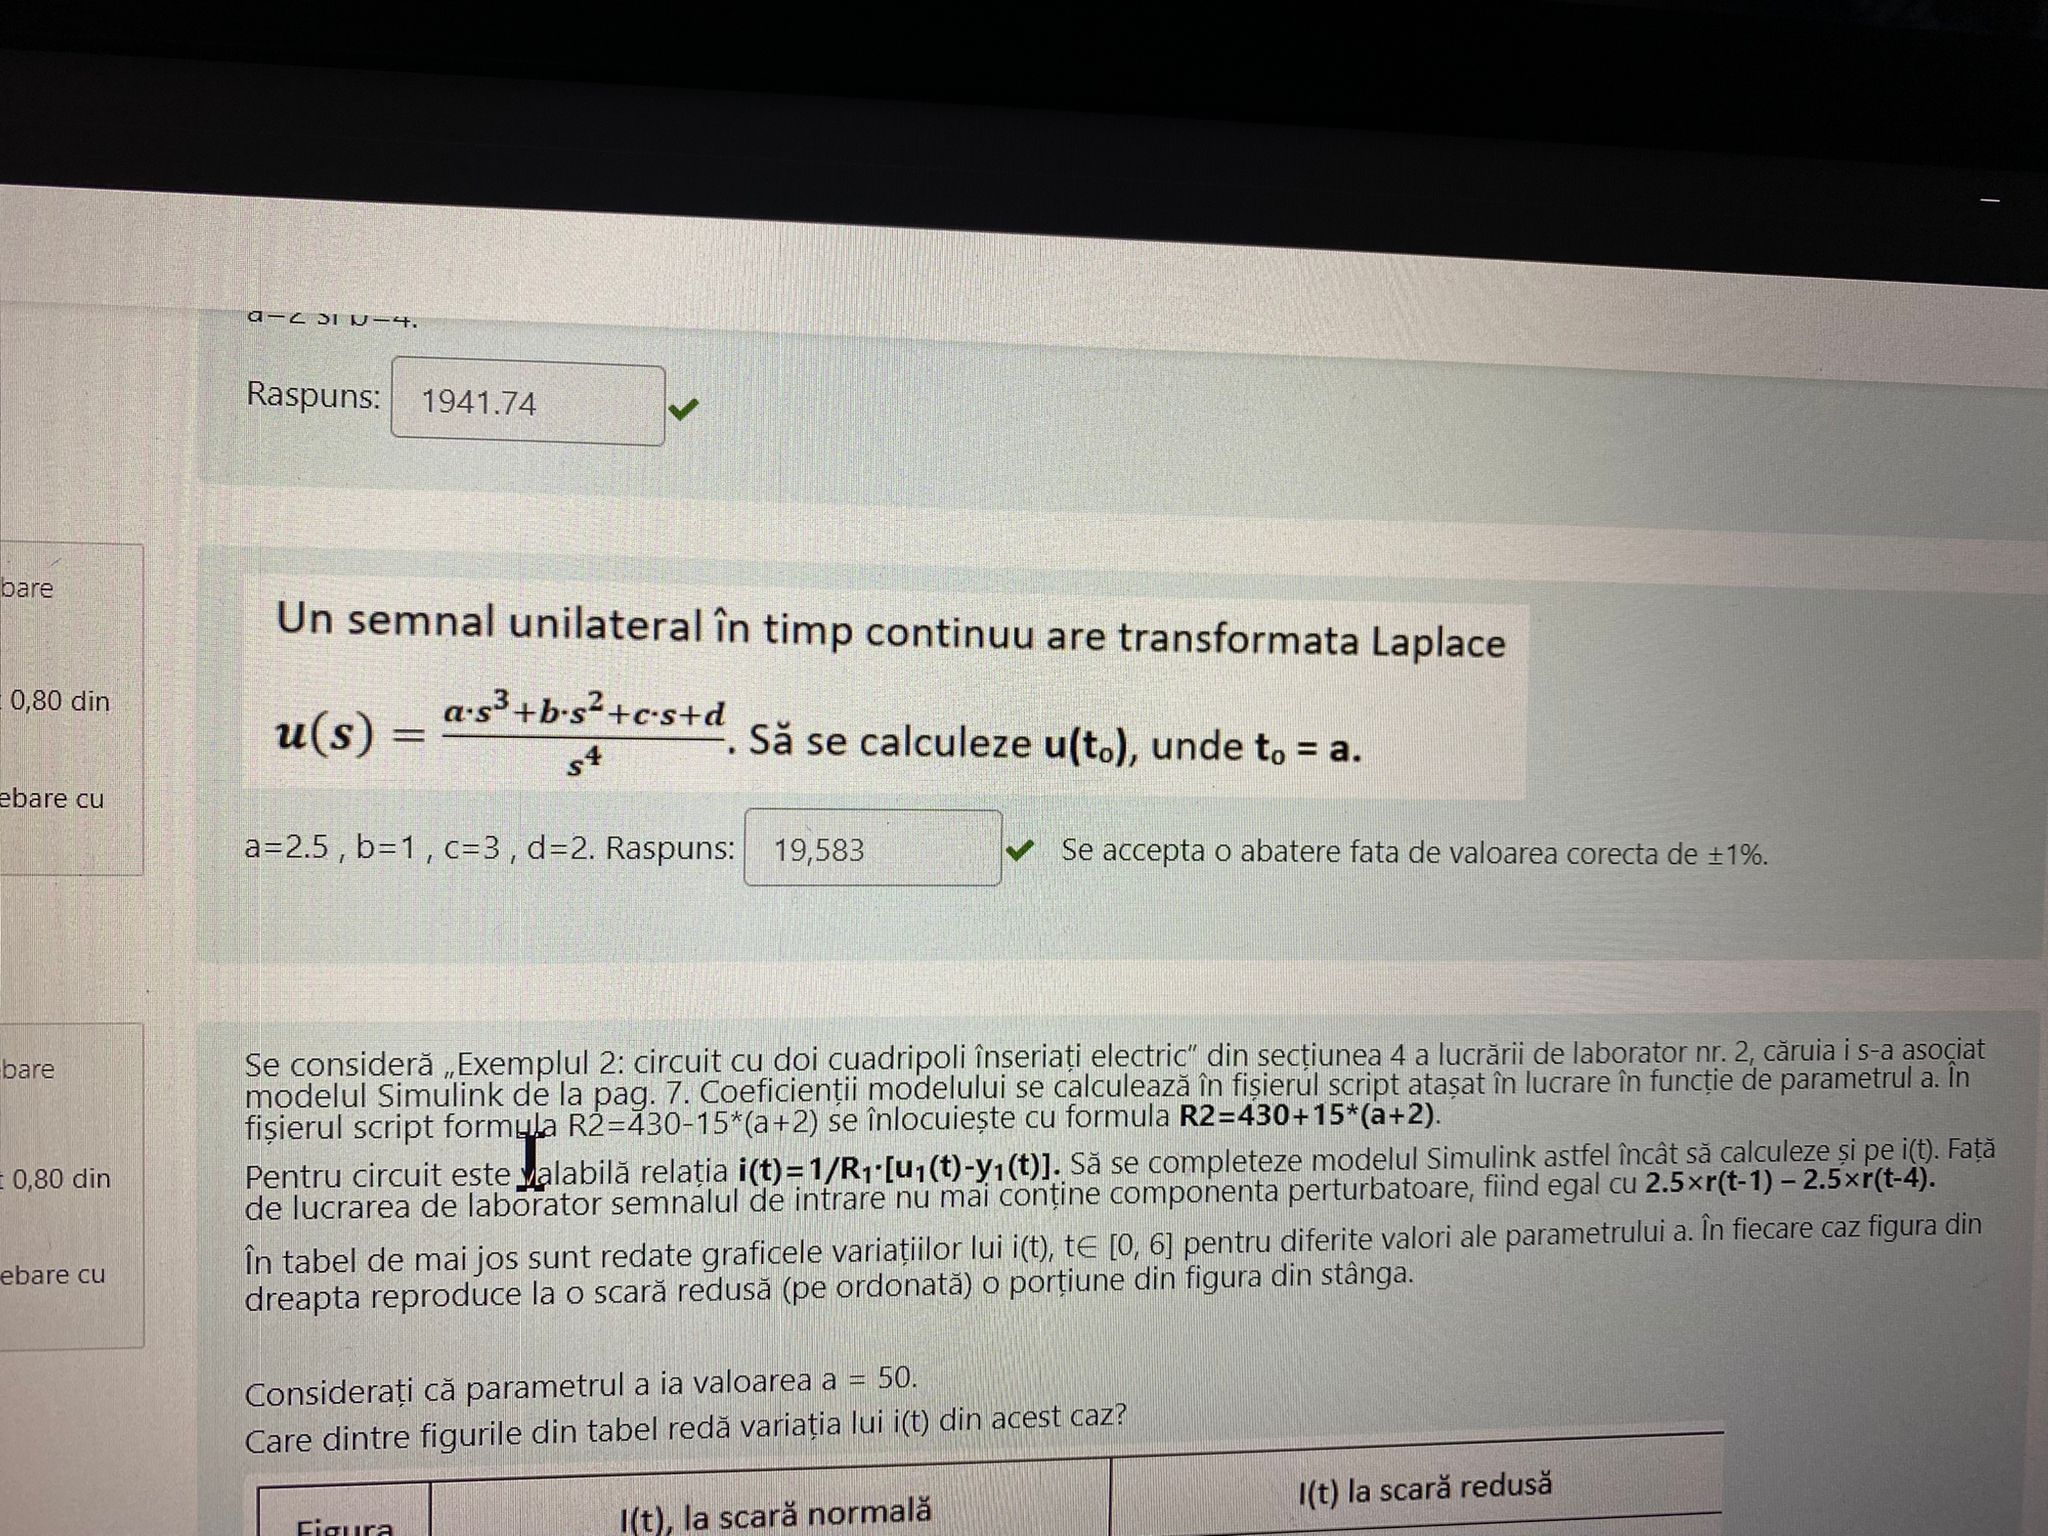 a=2 si b=4.
Raspuns: 1941.74
bare
0,80 din
ebare cu
Un semnal unilateral în timp continuu are transformata Laplace
u(s) = (a·s³+b·s²+c·s+d)/s⁴. Să se calculeze u(t₀), unde t₀ = a.
a=2.5 , b=1 , c=3 , d=2. Raspuns: 19,583 Se accepta o abatere fata de valoarea corecta de ±1%.
bare
0,80 din
ebare cu
Se consideră „Exemplul 2: circuit cu doi cuadripoli înseriați electric" din secțiunea 4 a lucrării de laborator nr. 2, căruia i s-a asociat
modelul Simulink de la pag. 7. Coeficienții modelului se calculează în fișierul script atașat în lucrare în funcție de parametrul a. În
fișierul script formula R2=430-15*(a+2) se înlocuiește cu formula R2=430+15*(a+2).
Pentru circuit este valabilă relația i(t)=1/R₁·[u₁(t)-y₁(t)]. Să se completeze modelul Simulink astfel încât să calculeze și pe i(t). Față
de lucrarea de laborator semnalul de intrare nu mai conține componenta perturbatoare, fiind egal cu 2.5×r(t-1) – 2.5×r(t-4).
În tabel de mai jos sunt redate graficele variațiilor lui i(t), t∈ [0, 6] pentru diferite valori ale parametrului a. În fiecare caz figura din
dreapta reproduce la o scară redusă (pe ordonată) o porțiune din figura din stânga.
Considerați că parametrul a ia valoarea a = 50.
Care dintre figurile din tabel redă variația lui i(t) din acest caz?
Figura I(t), la scară normală I(t) la scară redusă